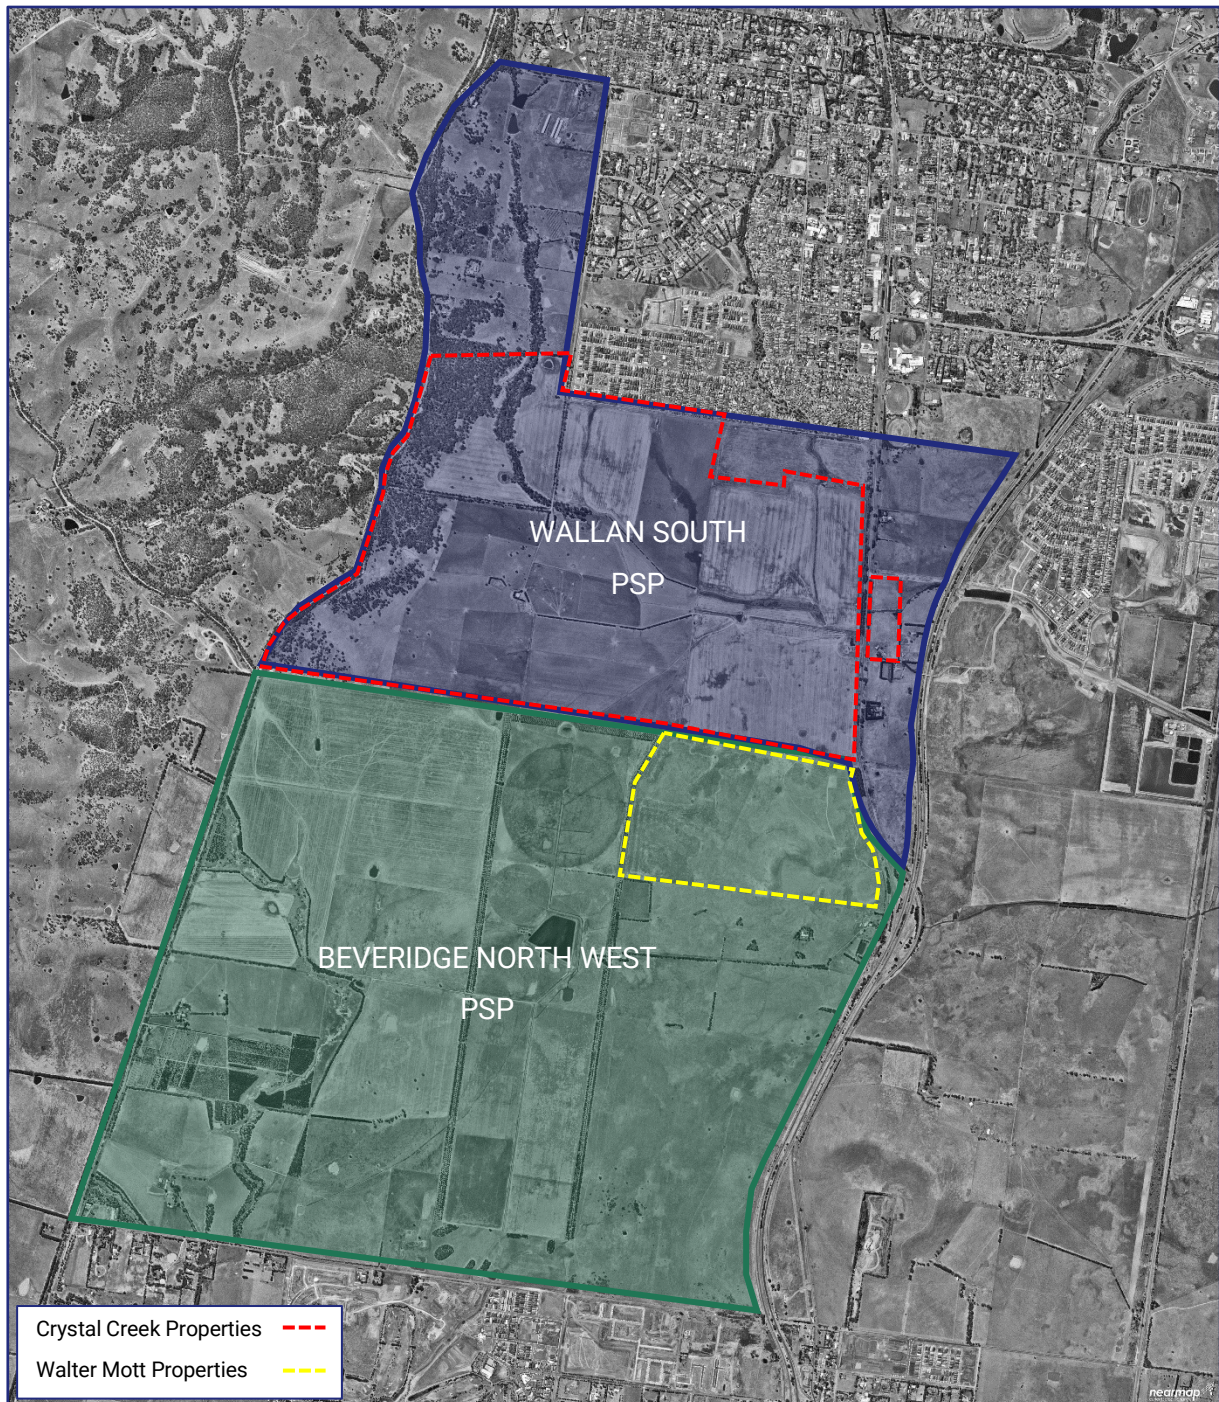 WALLAN SOUTH
PSP
BEVERIDGE NORTH WEST
PSP
Crystal Creek Properties
Walter Mott Properties
nearmap